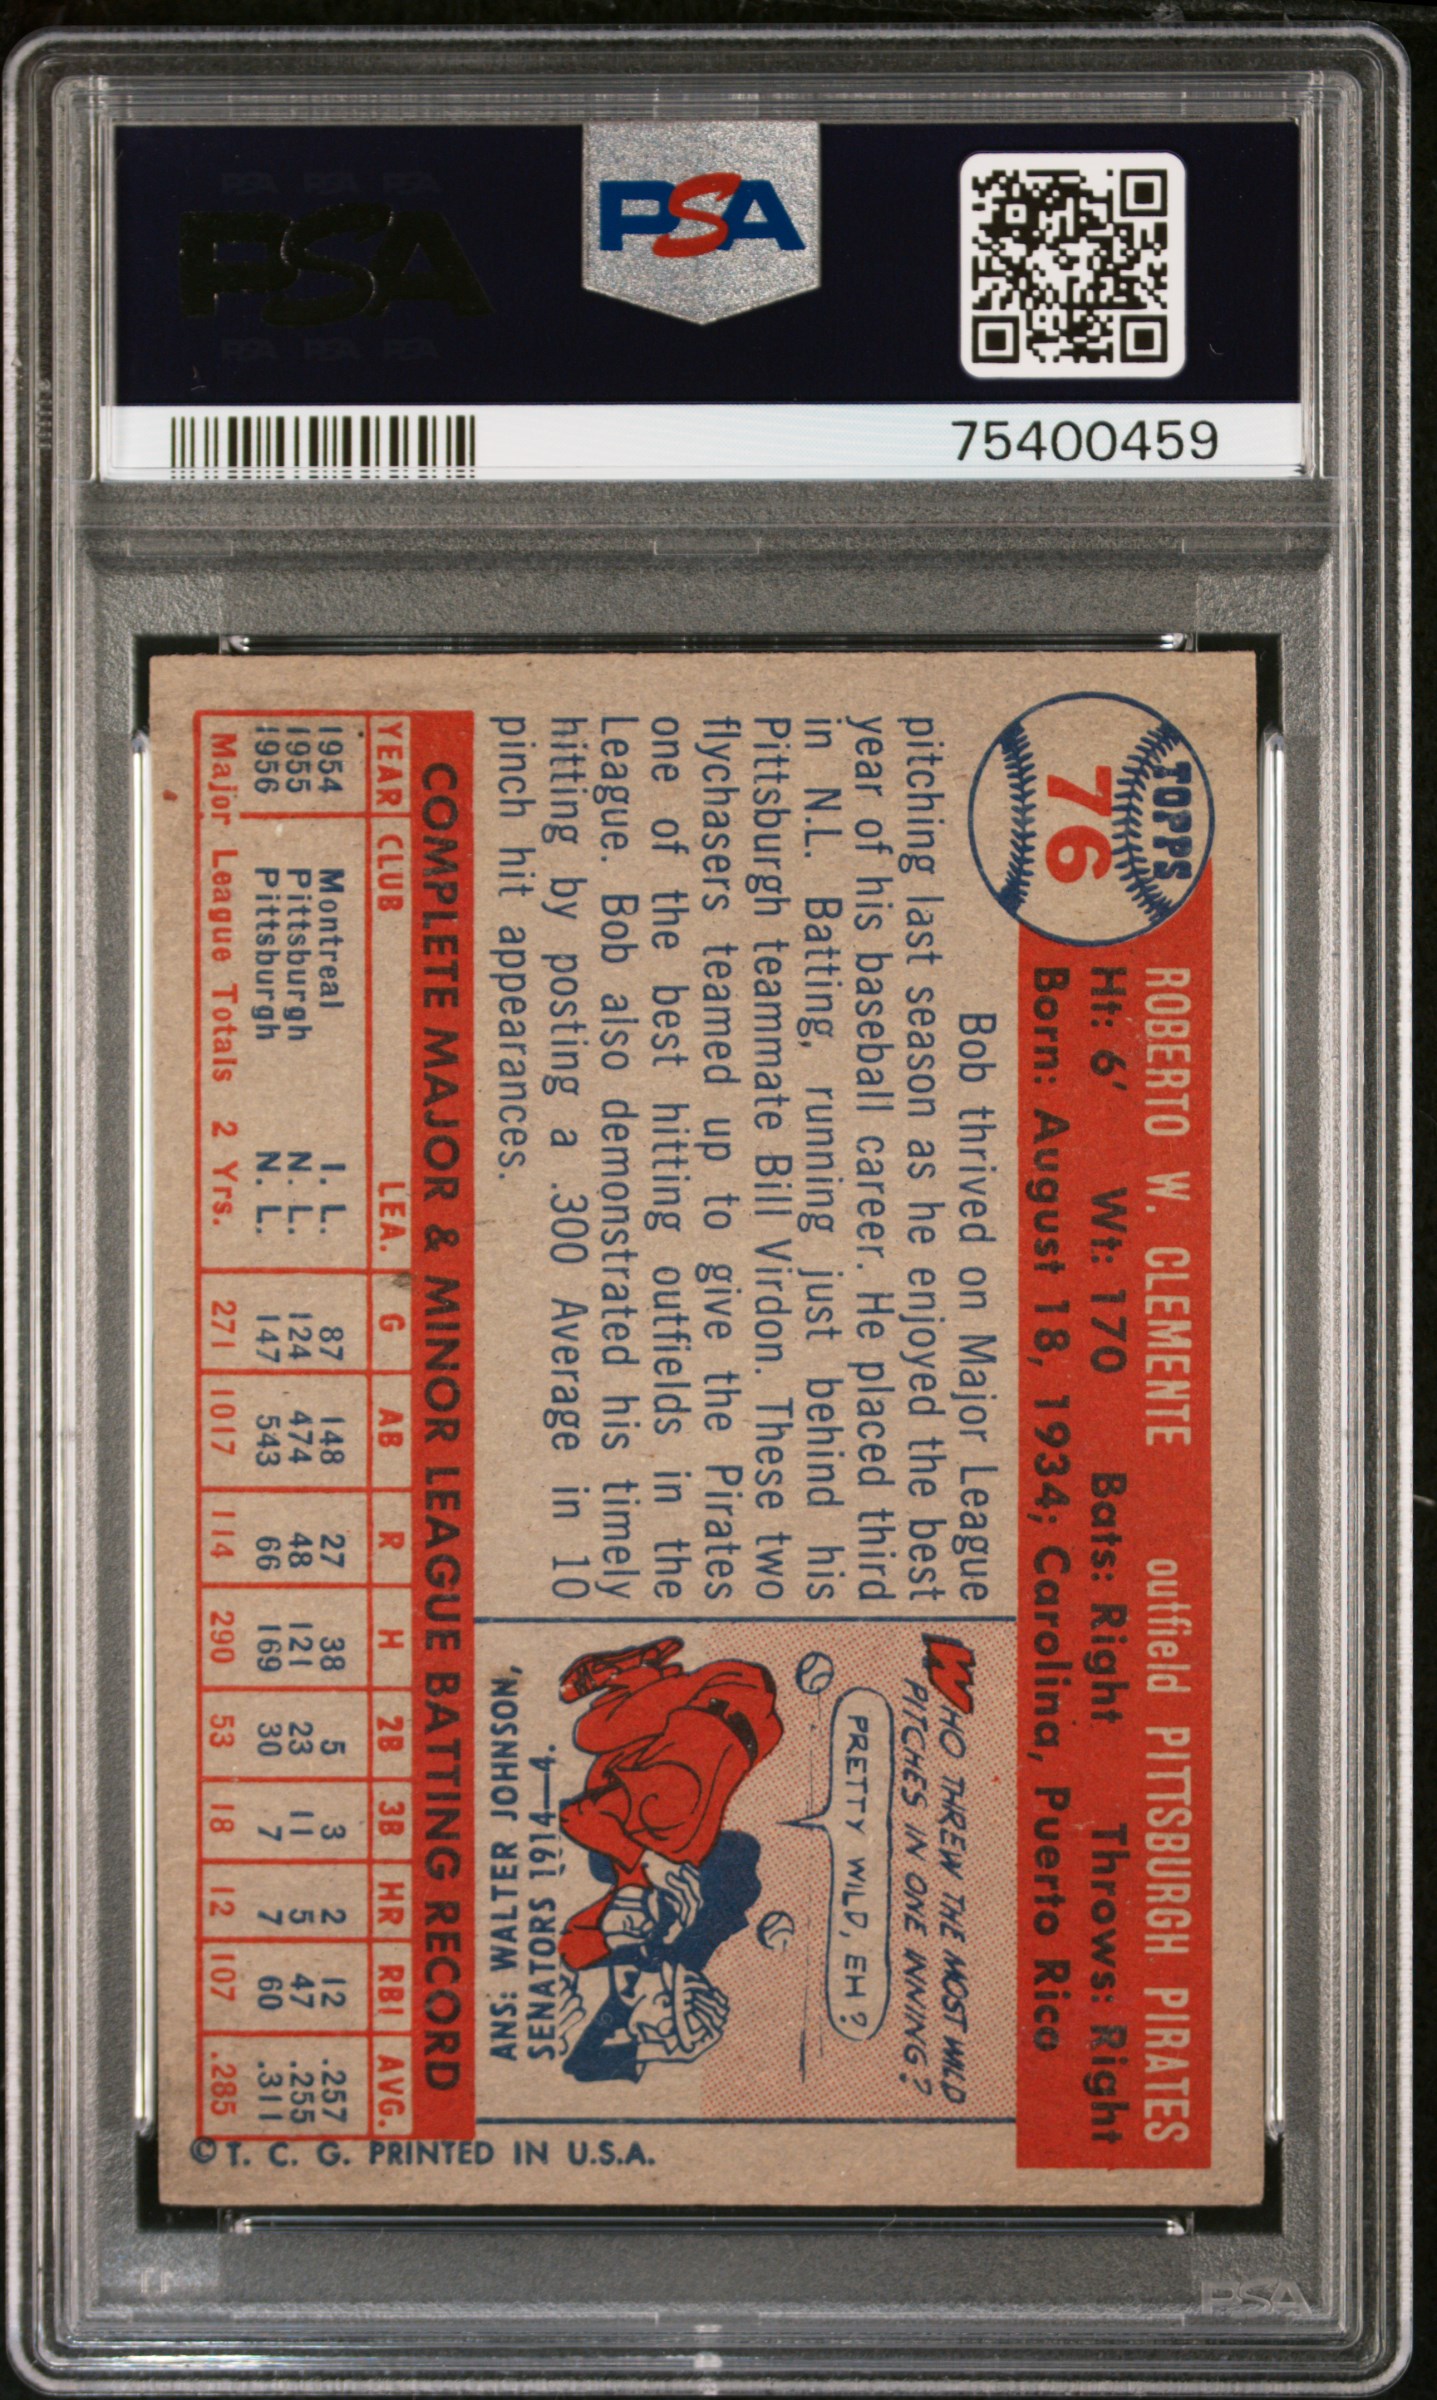 PSA PSA PSA
PSA
PSA PSA PSA
PSA
75400459
TOPPS
76
ROBERTO W. CLEMENTE outfield PITTSBURGH PIRATES
Ht: 6' Wt: 170 Bats: Right Throws: Right
Born: August 18, 1934; Carolina, Puerto Rico
Bob thrived on Major League
pitching last season as he enjoyed the best
year of his baseball career. He placed third
in N.L. Batting, running just behind his
Pittsburgh teammate Bill Virdon. These two
flychasers teamed up to give the Pirates
one of the best hitting outfields in the
League. Bob also demonstrated his timely
hitting by posting a .300 Average in 10
pinch hit appearances.
WHO THREW THE MOST WILD
PITCHES IN ONE INNING?
PRETTY WILD, EH?
ANS: WALTER JOHNSON,
SENATORS 1914—4.
COMPLETE MAJOR & MINOR LEAGUE BATTING RECORD
YEAR CLUB LEA. G AB R H 2B 3B HR RBI AVG.
1954 Montreal I. L. 87 148 27 38 5 3 2 12 .257
1955 Pittsburgh N. L. 124 474 48 121 23 11 5 47 .255
1956 Pittsburgh N. L. 147 543 66 169 30 7 7 60 .311
Major League Totals 2 Yrs. 271 1017 114 290 53 18 12 107 .285
© T. C. G. PRINTED IN U.S.A.
PSA